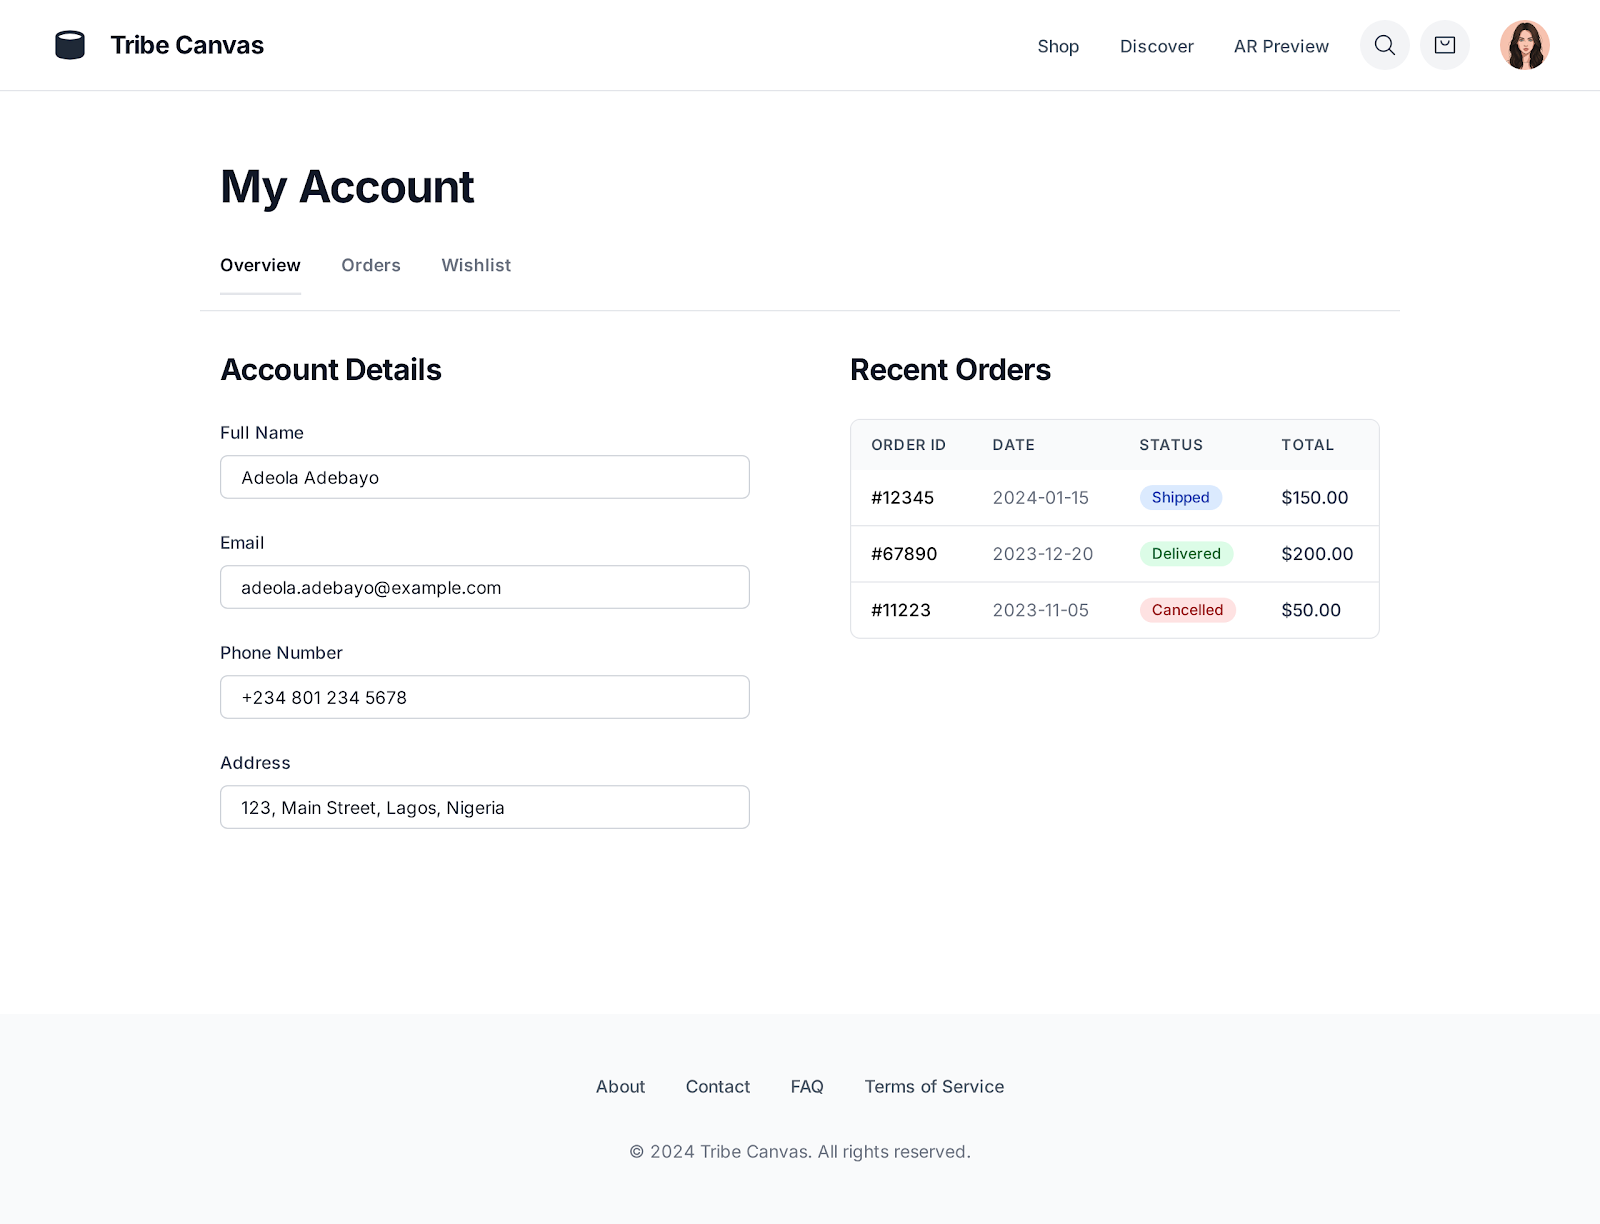 Tribe Canvas
Shop Discover AR Preview
My Account
Overview Orders Wishlist
Account Details
Full Name
Adeola Adebayo
Email
adeola.adebayo@example.com
Phone Number
+234 801 234 5678
Address
123, Main Street, Lagos, Nigeria
Recent Orders
ORDER ID DATE STATUS TOTAL
#12345 2024-01-15 Shipped $150.00
#67890 2023-12-20 Delivered $200.00
#11223 2023-11-05 Cancelled $50.00
About Contact FAQ Terms of Service
© 2024 Tribe Canvas. All rights reserved.